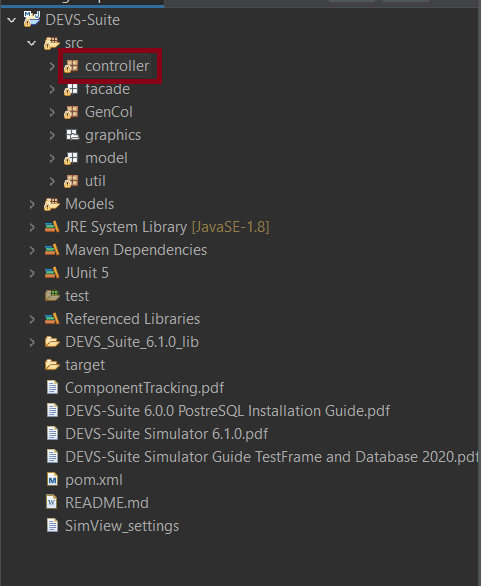 DEVS-Suite
src
controller
facade
GenCol
graphics
model
util
Models
JRE System Library [JavaSE-1.8]
Maven Dependencies
JUnit 5
test
Referenced Libraries
DEVS_Suite_6.1.0_lib
target
ComponentTracking.pdf
DEVS-Suite 6.0.0 PostreSQL Installation Guide.pdf
DEVS-Suite Simulator 6.1.0.pdf
DEVS-Suite Simulator Guide TestFrame and Database 2020.pdf
pom.xml
README.md
SimView_settings